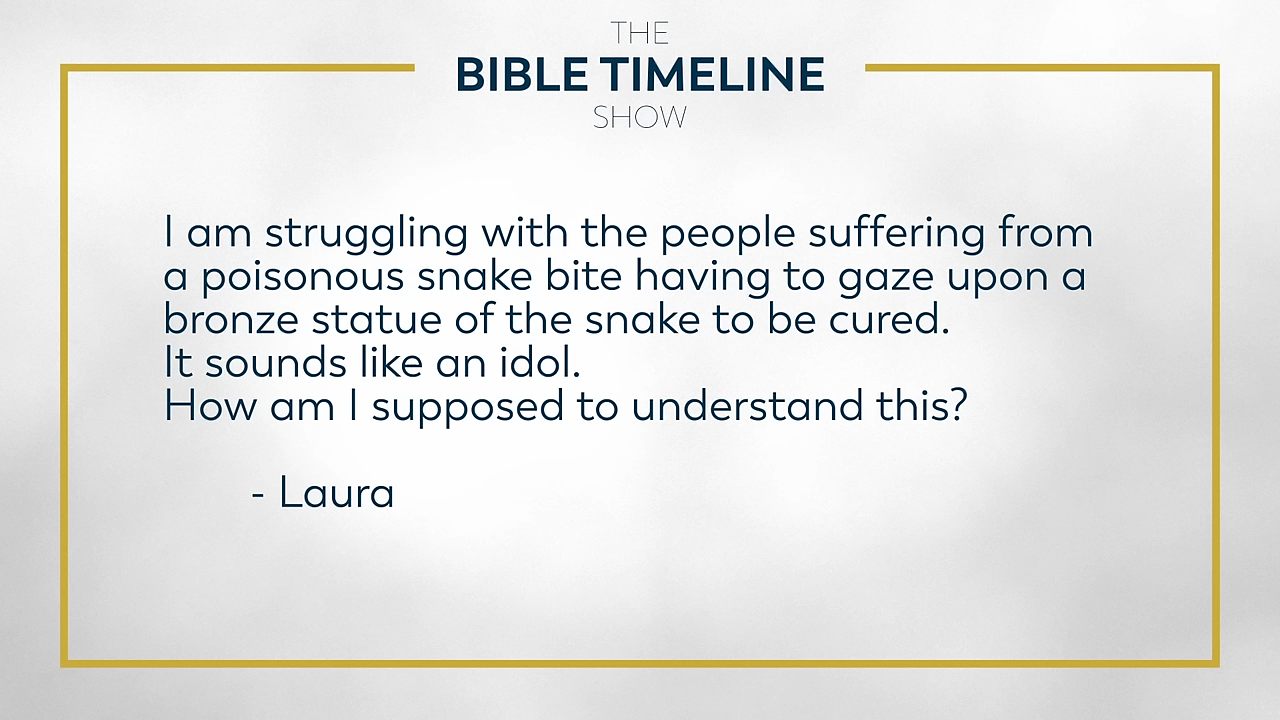 THE
BIBLE TIMELINE
SHOW
I am struggling with the people suffering from
a poisonous snake bite having to gaze upon a
bronze statue of the snake to be cured.
It sounds like an idol.
How am I supposed to understand this?
- Laura